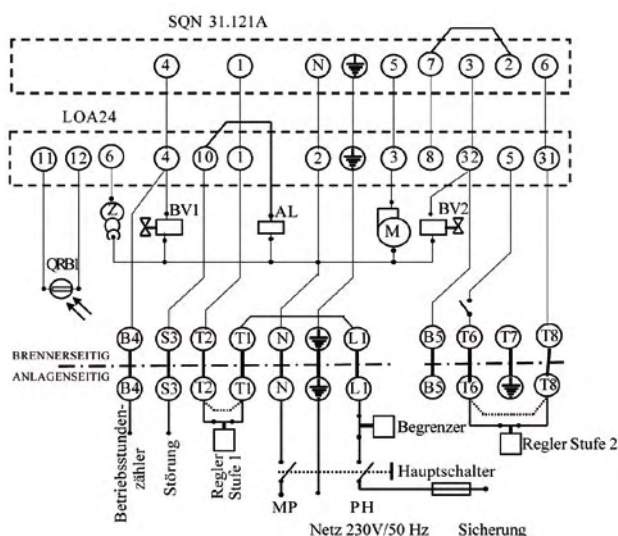 SQN 31.121A
4 1 N 5 7 3 2 6
LOA24
11 12 6 4 10 1 2 3 8 32 5 31
Z BV1 AL M BV2
QRB1
B4 S3 T2 T1 N L1 B5 T6 T7 T8
BRENNERSEITIG
ANLAGENSEITIG
B4 S3 T2 T1 N L1 B5 T6 T8
Betriebsstunden-
zähler
Störung
Regler
Stufe 1
Begrenzer
Regler Stufe 2
Hauptschalter
MP PH
Netz 230V/50 Hz Sicherung